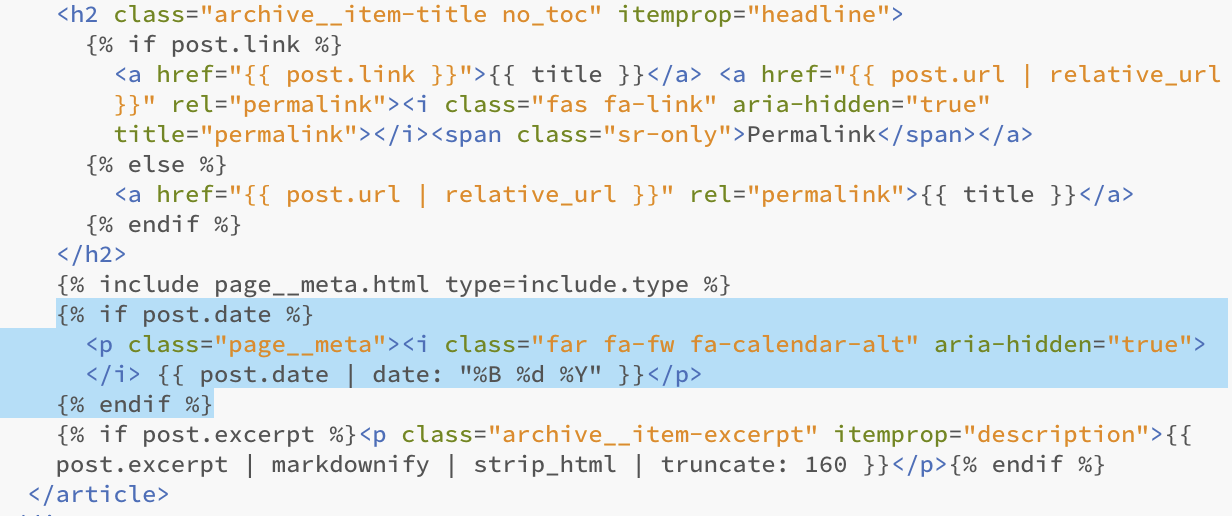 <h2 class="archive__item-title no_toc" itemprop="headline">
{% if post.link %}
<a href="{{ post.link }}">{{ title }}</a> <a href="{{ post.url | relative_url
}}" rel="permalink"><i class="fas fa-link" aria-hidden="true"
title="permalink"></i><span class="sr-only">Permalink</span></a>
{% else %}
<a href="{{ post.url | relative_url }}" rel="permalink">{{ title }}</a>
{% endif %}
</h2>
{% include page__meta.html type=include.type %}
{% if post.date %}
<p class="page__meta"><i class="far fa-fw fa-calendar-alt" aria-hidden="true">
</i> {{ post.date | date: "%B %d %Y" }}</p>
{% endif %}
{% if post.excerpt %}<p class="archive__item-excerpt" itemprop="description">{{
post.excerpt | markdownify | strip_html | truncate: 160 }}</p>{% endif %}
</article>